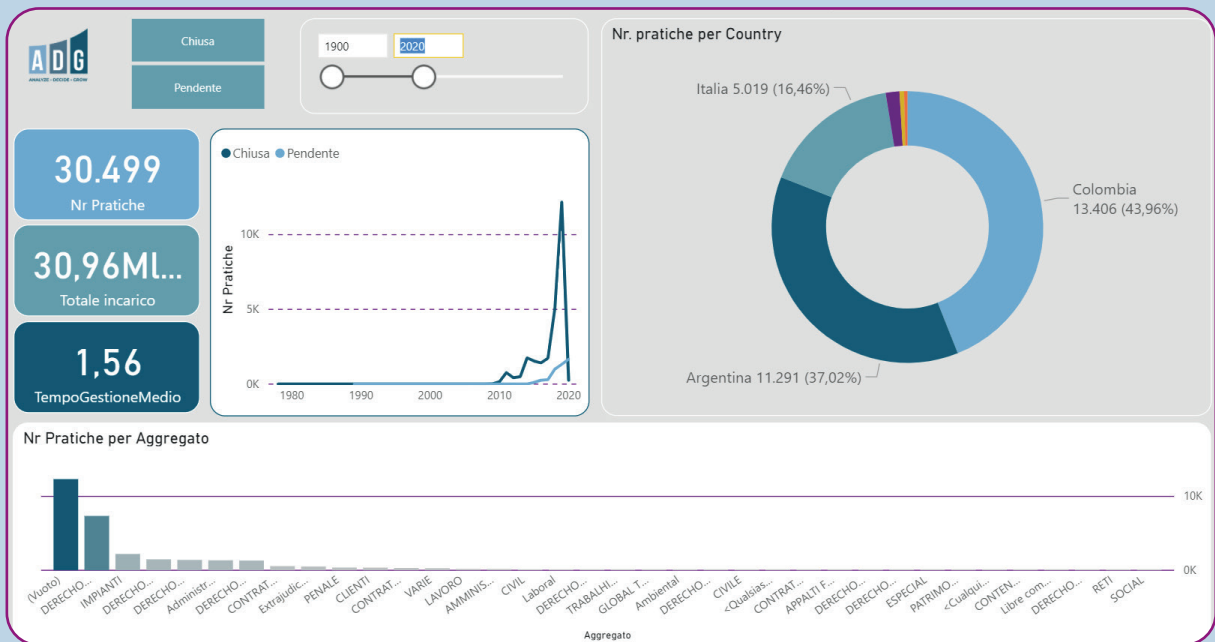 ADG
ANALYZE - DECIDE - GROW
Chiusa
Pendente
1900
2020
30.499
Nr Pratiche
30,96Ml...
Totale incarico
1,56
TempoGestioneMedio
Chiusa Pendente
Nr Pratiche
10K
5K
0K
1980 1990 2000 2010 2020
Nr. pratiche per Country
Italia 5.019 (16,46%)
Colombia
13.406 (43,96%)
Argentina 11.291 (37,02%)
Nr Pratiche per Aggregato
10K
0K
(Vuoto)
DERECHO...
IMPIANTI
DERECHO...
DERECHO...
Administr...
DERECHO...
CONTRAT...
Extrajudic...
PENALE
CLIENTI
CONTRAT...
VARIE
LAVORO
AMMINIS...
CIVIL
Laboral
DERECHO...
TRABALHI...
GLOBAL T...
Ambiental
DERECHO...
CIVILE
<Qualsias...
CONTRAT...
APPALTI F...
DERECHO...
DERECHO...
ESPECIAL
PATRIMO...
<Cualqui...
CONTEN...
Libre com...
DERECHO...
RETI
SOCIAL
Aggregato